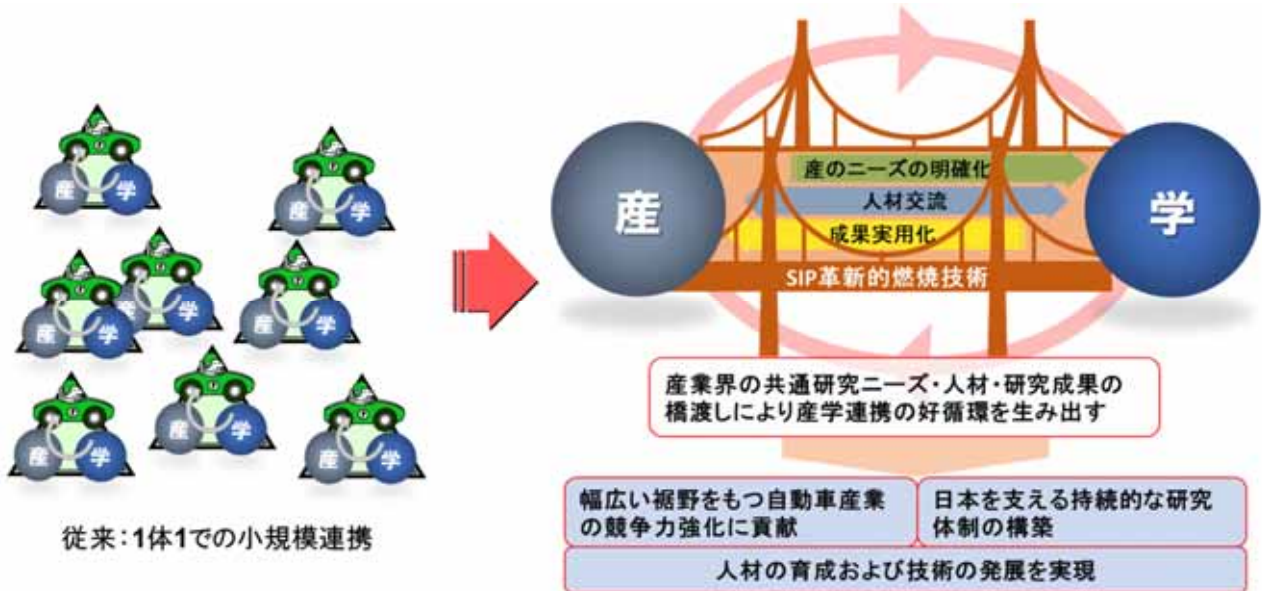 産 学
産 学
産 学
産 学
産 学
産 学
産 学
産 学
従来：1体1での小規模連携
産
学
産のニーズの明確化
人材交流
成果実用化
SIP革新的燃焼技術
産業界の共通研究ニーズ・人材・研究成果の
橋渡しにより産学連携の好循環を生み出す
幅広い裾野をもつ自動車産業
の競争力強化に貢献
日本を支える持続的な研究
体制の構築
人材の育成および技術の発展を実現